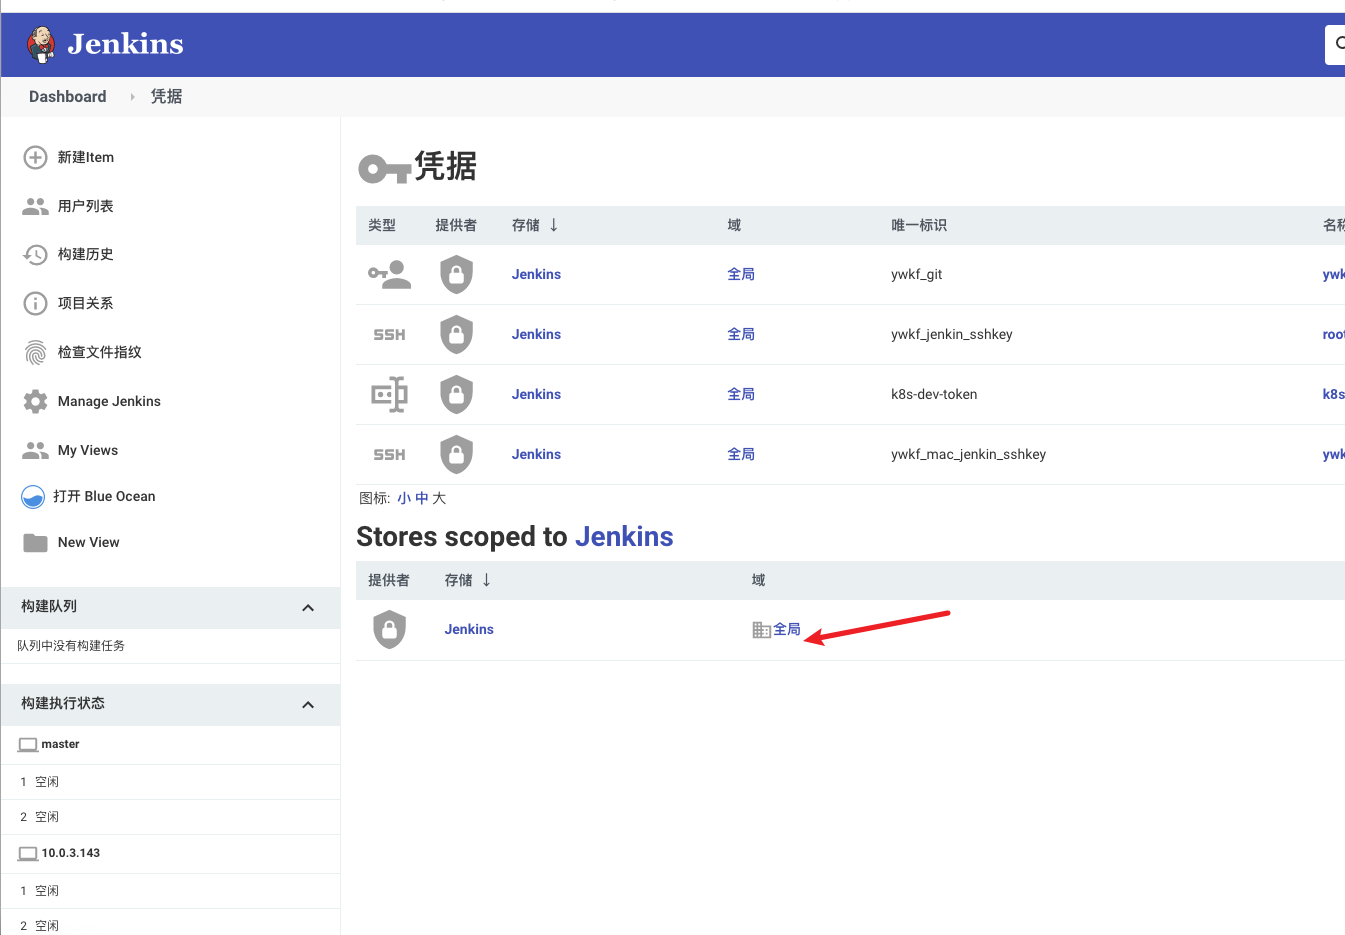 Jenkins
Dashboard 凭据
新建Item
用户列表
构建历史
项目关系
检查文件指纹
Manage Jenkins
My Views
打开 Blue Ocean
New View
构建队列
队列中没有构建任务
构建执行状态
master
1 空闲
2 空闲
10.0.3.143
1 空闲
2 空闲
凭据
类型 提供者 存储 ↓ 域 唯一标识 名称
Jenkins 全局 ywkf_git
SSH Jenkins 全局 ywkf_jenkin_sshkey root
Jenkins 全局 k8s-dev-token k8s
SSH Jenkins 全局 ywkf_mac_jenkin_sshkey
图标: 小 中 大
Stores scoped to Jenkins
提供者 存储 ↓ 域
Jenkins 全局